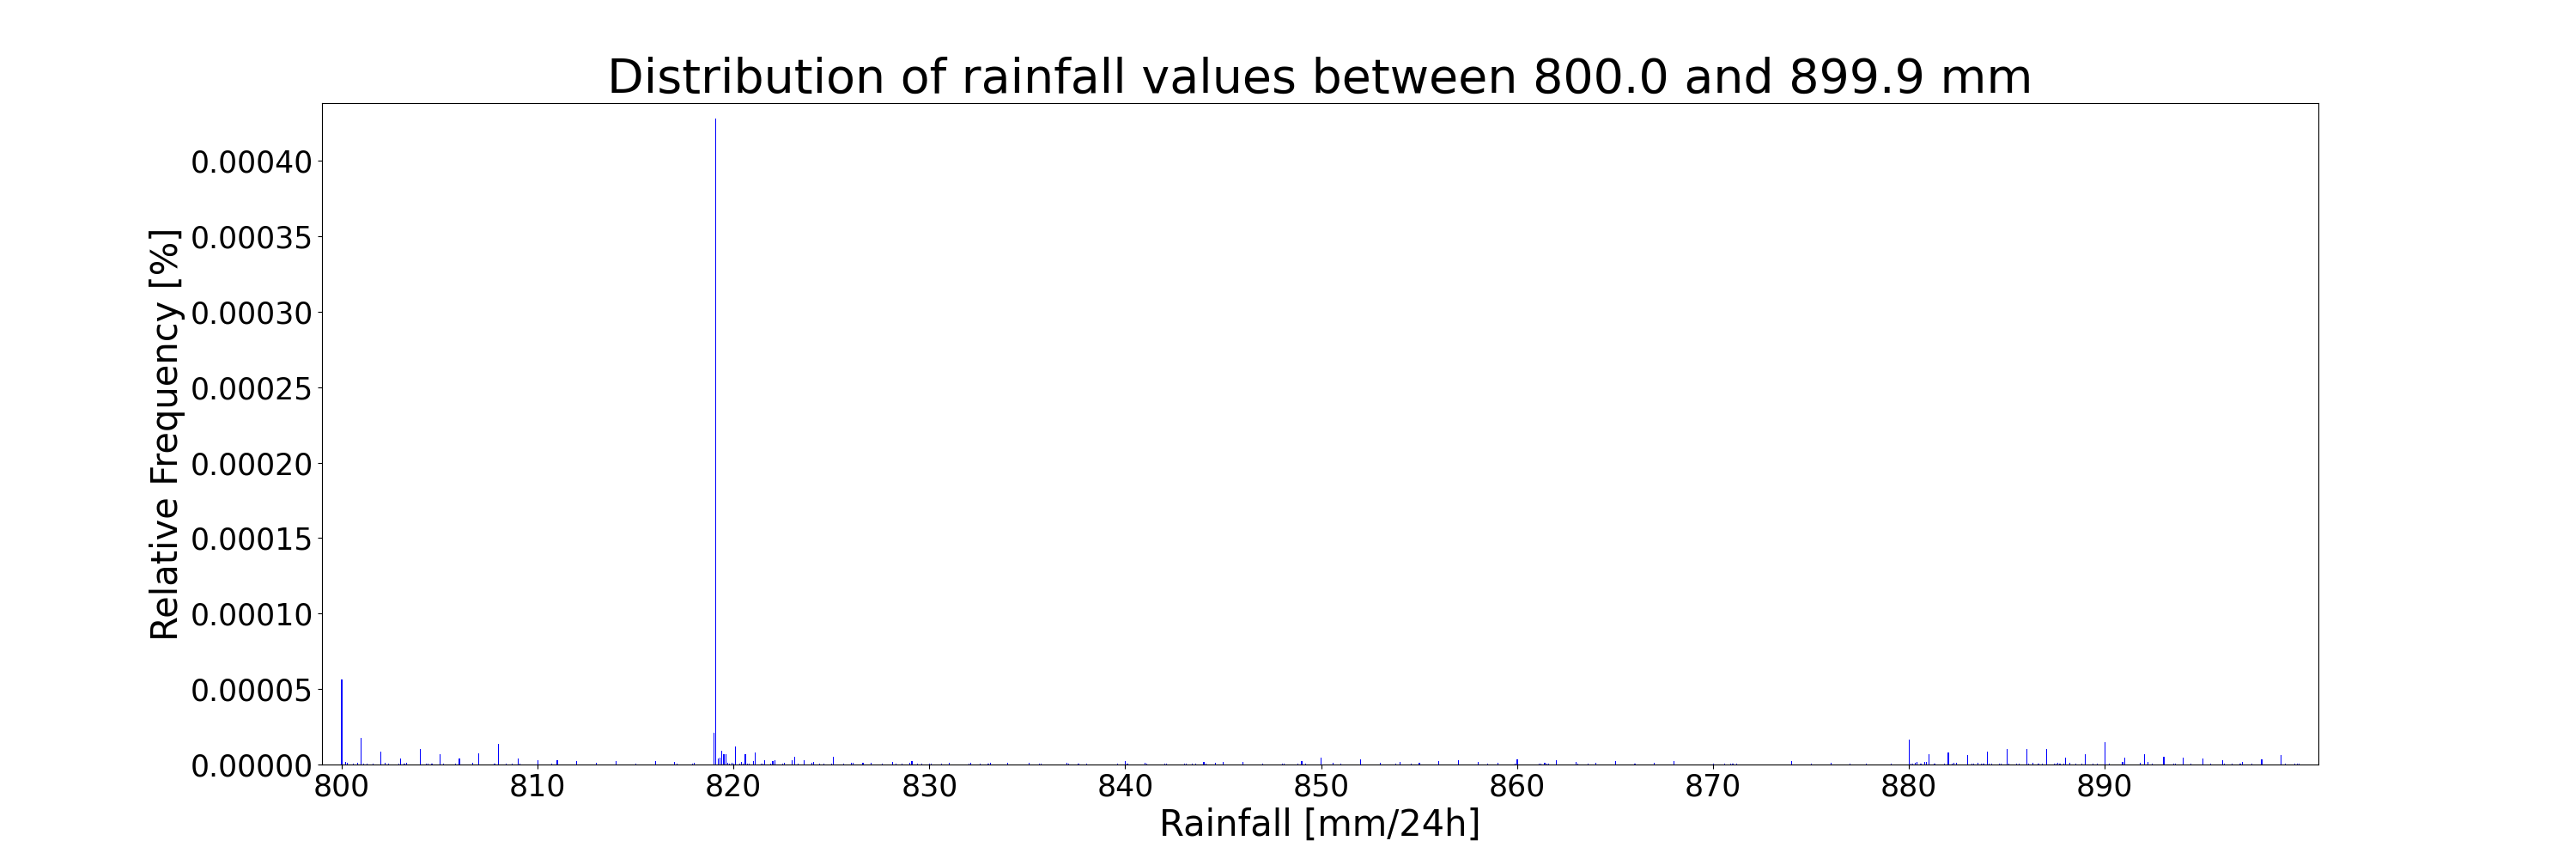 Distribution of rainfall values between 800.0 and 899.9 mm
Relative Frequency [%]
0.00040
0.00035
0.00030
0.00025
0.00020
0.00015
0.00010
0.00005
0.00000
800 810 820 830 840 850 860 870 880 890
Rainfall [mm/24h]